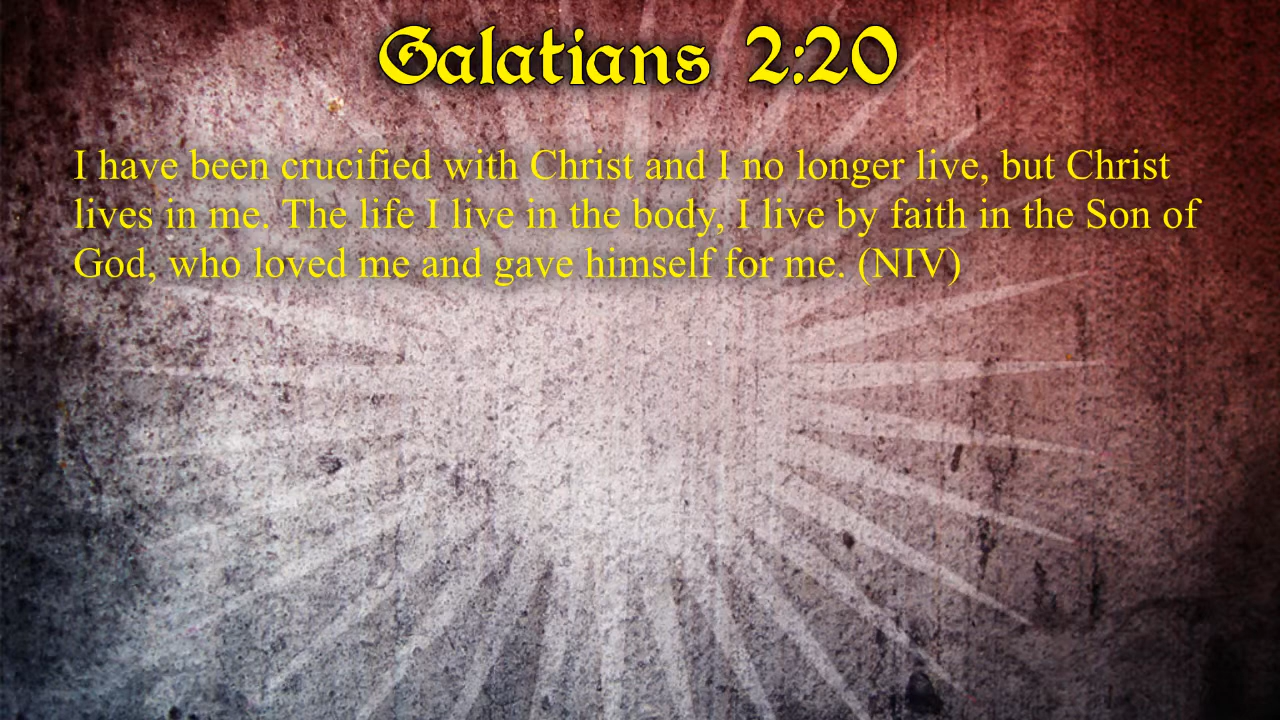 Galatians 2:20
I have been crucified with Christ and I no longer live, but Christ
lives in me. The life I live in the body, I live by faith in the Son of
God, who loved me and gave himself for me. (NIV)